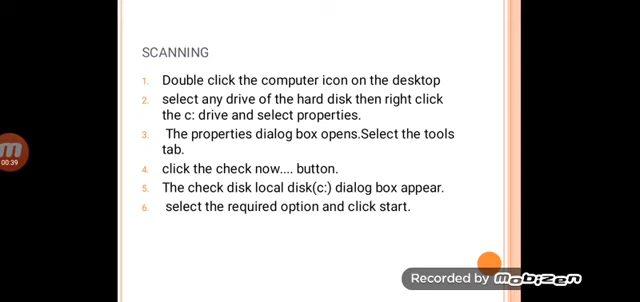 SCANNING
1. Double click the computer icon on the desktop
2. select any drive of the hard disk then right click
the c: drive and select properties.
3. The properties dialog box opens.Select the tools
tab.
4. click the check now.... button.
5. The check disk local disk(c:) dialog box appear.
6. select the required option and click start.
00:39
Recorded by mobizen